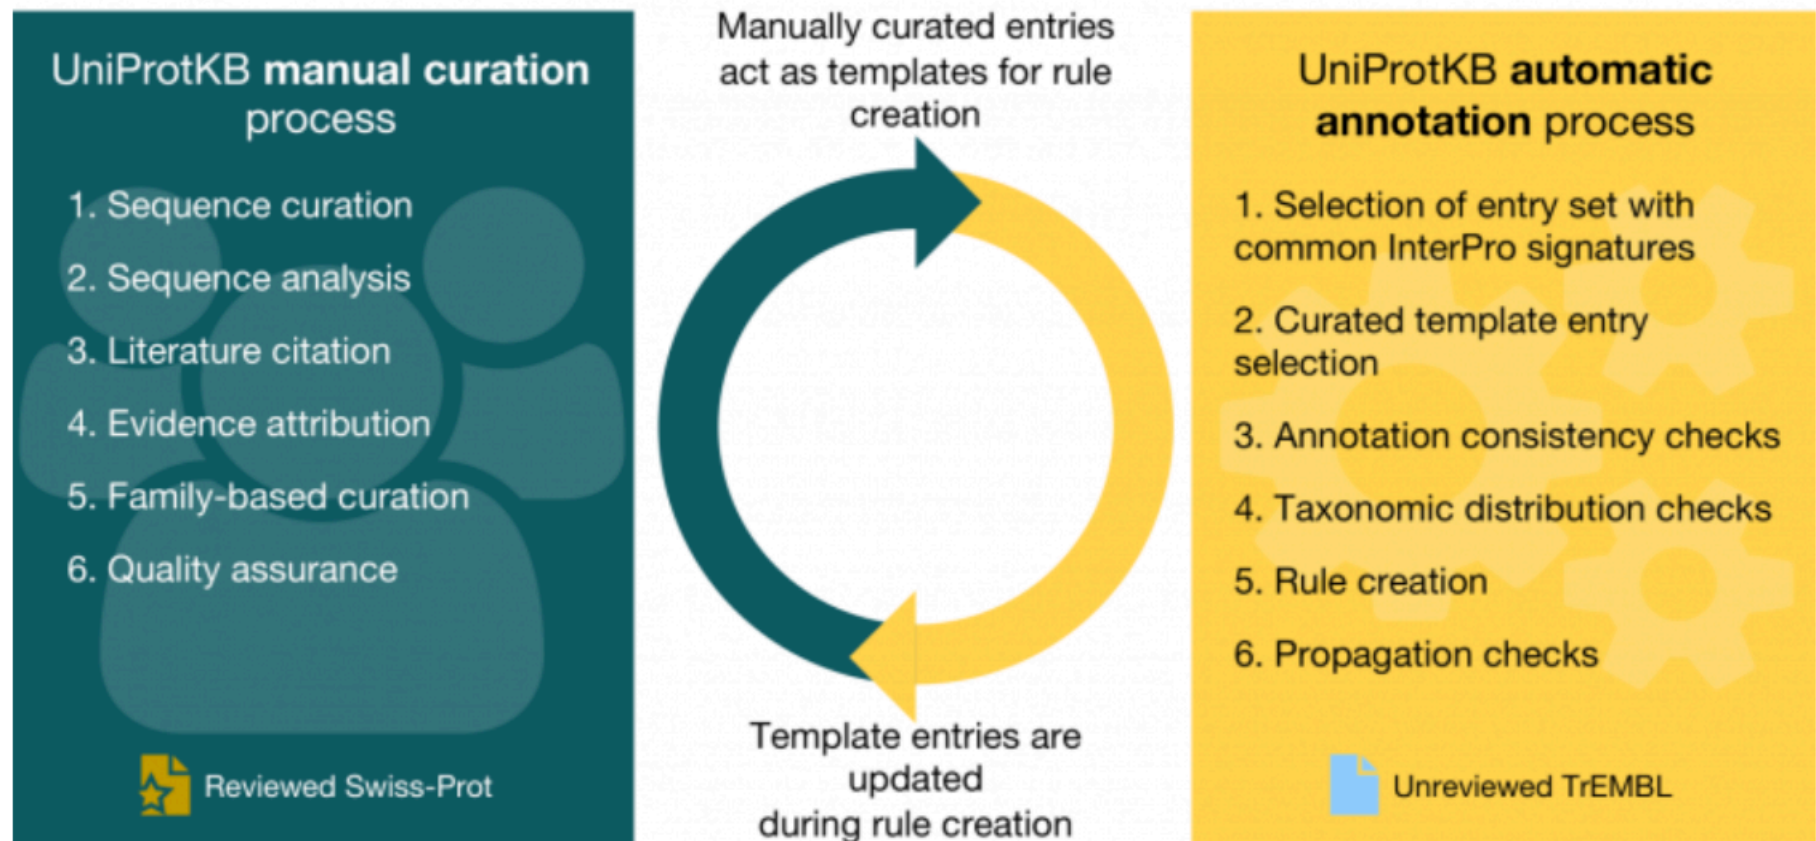 UniProtKB manual curation
process
1. Sequence curation
2. Sequence analysis
3. Literature citation
4. Evidence attribution
5. Family-based curation
6. Quality assurance
Reviewed Swiss-Prot
Manually curated entries
act as templates for rule
creation
Template entries are
updated
during rule creation
UniProtKB automatic
annotation process
1. Selection of entry set with
common InterPro signatures
2. Curated template entry
selection
3. Annotation consistency checks
4. Taxonomic distribution checks
5. Rule creation
6. Propagation checks
Unreviewed TrEMBL